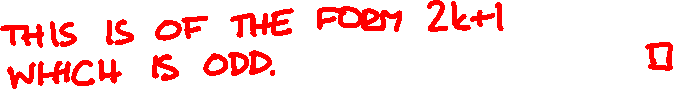 THIS IS OF THE FORM 2k+1
WHICH IS ODD. □